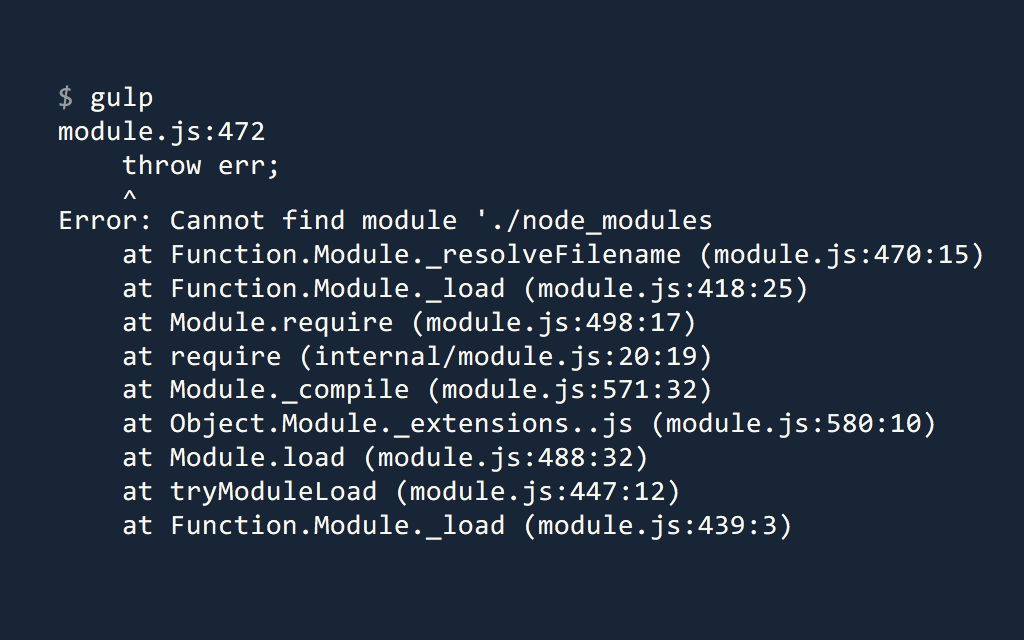 $ gulp
module.js:472
    throw err;
    ^
Error: Cannot find module './node_modules
    at Function.Module._resolveFilename (module.js:470:15)
    at Function.Module._load (module.js:418:25)
    at Module.require (module.js:498:17)
    at require (internal/module.js:20:19)
    at Module._compile (module.js:571:32)
    at Object.Module._extensions..js (module.js:580:10)
    at Module.load (module.js:488:32)
    at tryModuleLoad (module.js:447:12)
    at Function.Module._load (module.js:439:3)